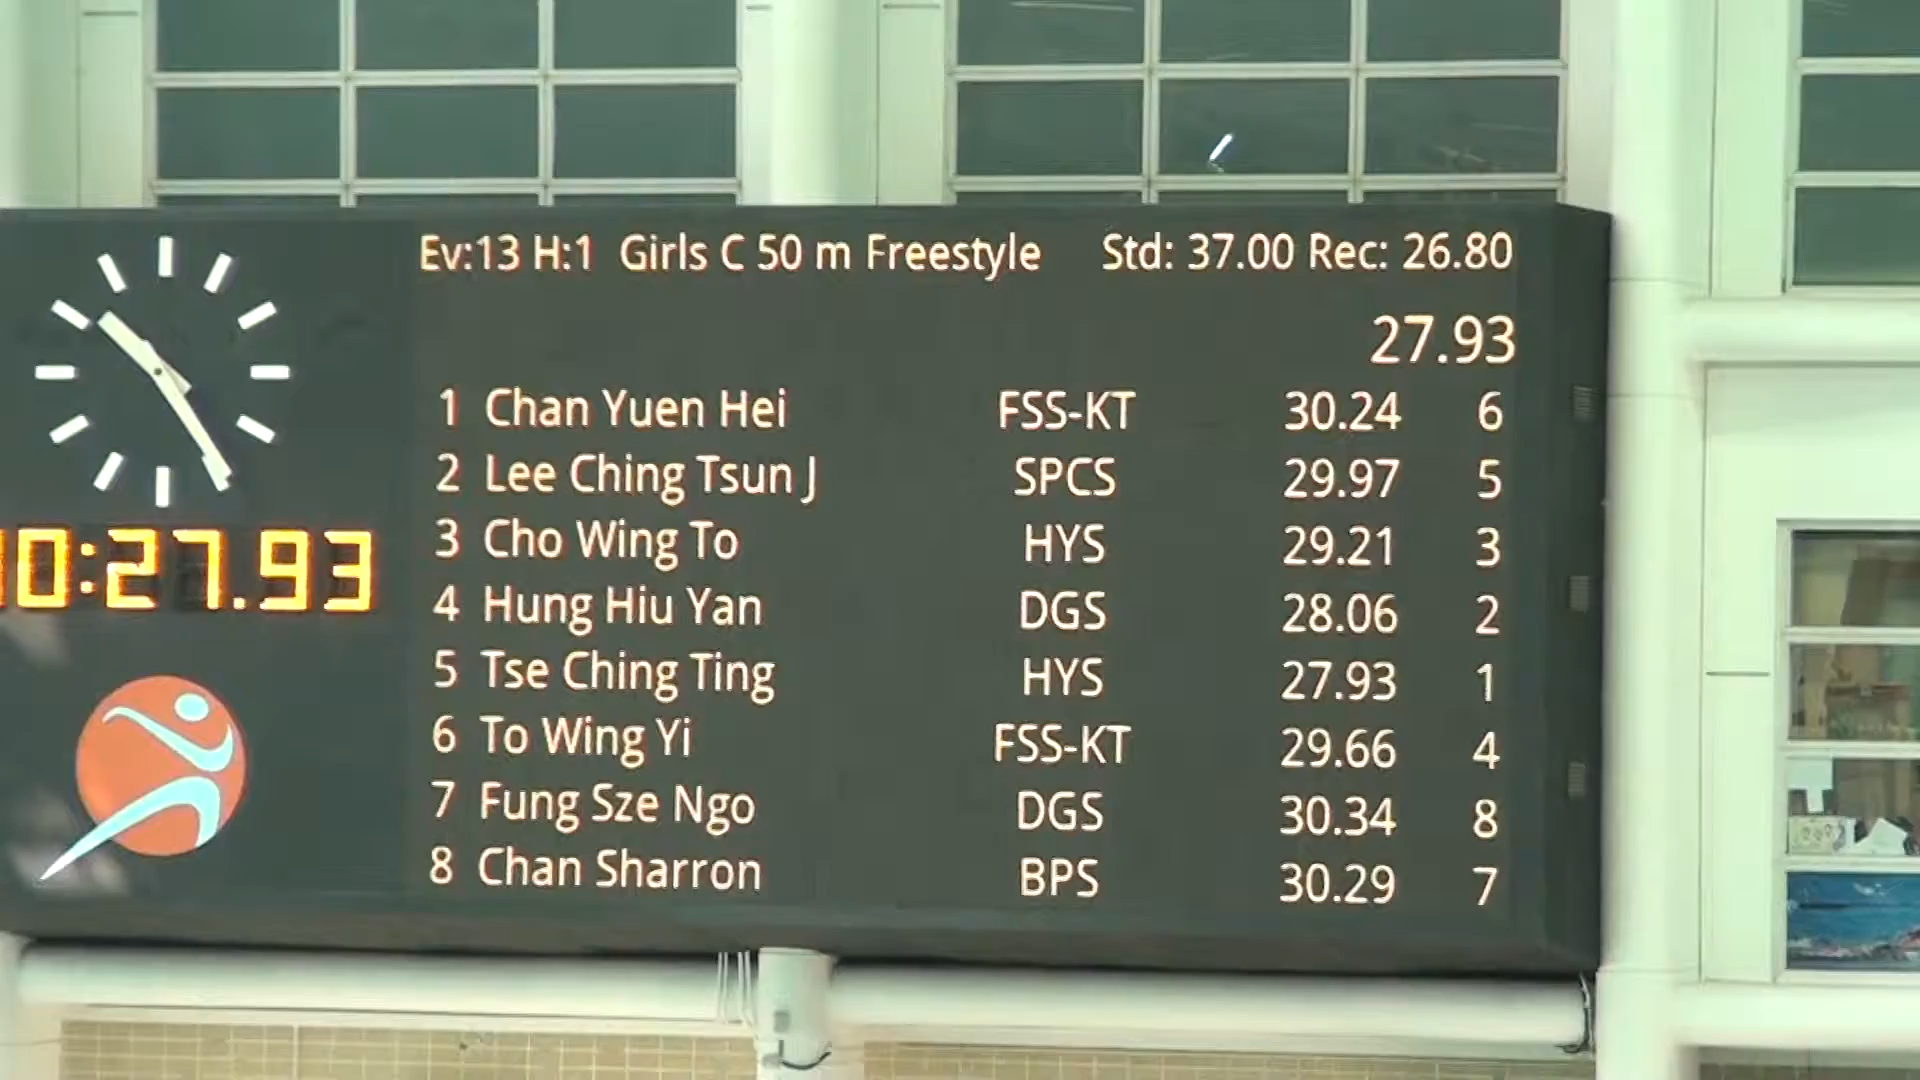 Ev:13 H:1 Girls C 50 m Freestyle Std: 37.00 Rec: 26.80
27.93
1 Chan Yuen Hei FSS-KT 30.24 6
2 Lee Ching Tsun J SPCS 29.97 5
3 Cho Wing To HYS 29.21 3
4 Hung Hiu Yan DGS 28.06 2
5 Tse Ching Ting HYS 27.93 1
6 To Wing Yi FSS-KT 29.66 4
7 Fung Sze Ngo DGS 30.34 8
8 Chan Sharron BPS 30.29 7
0:27.93